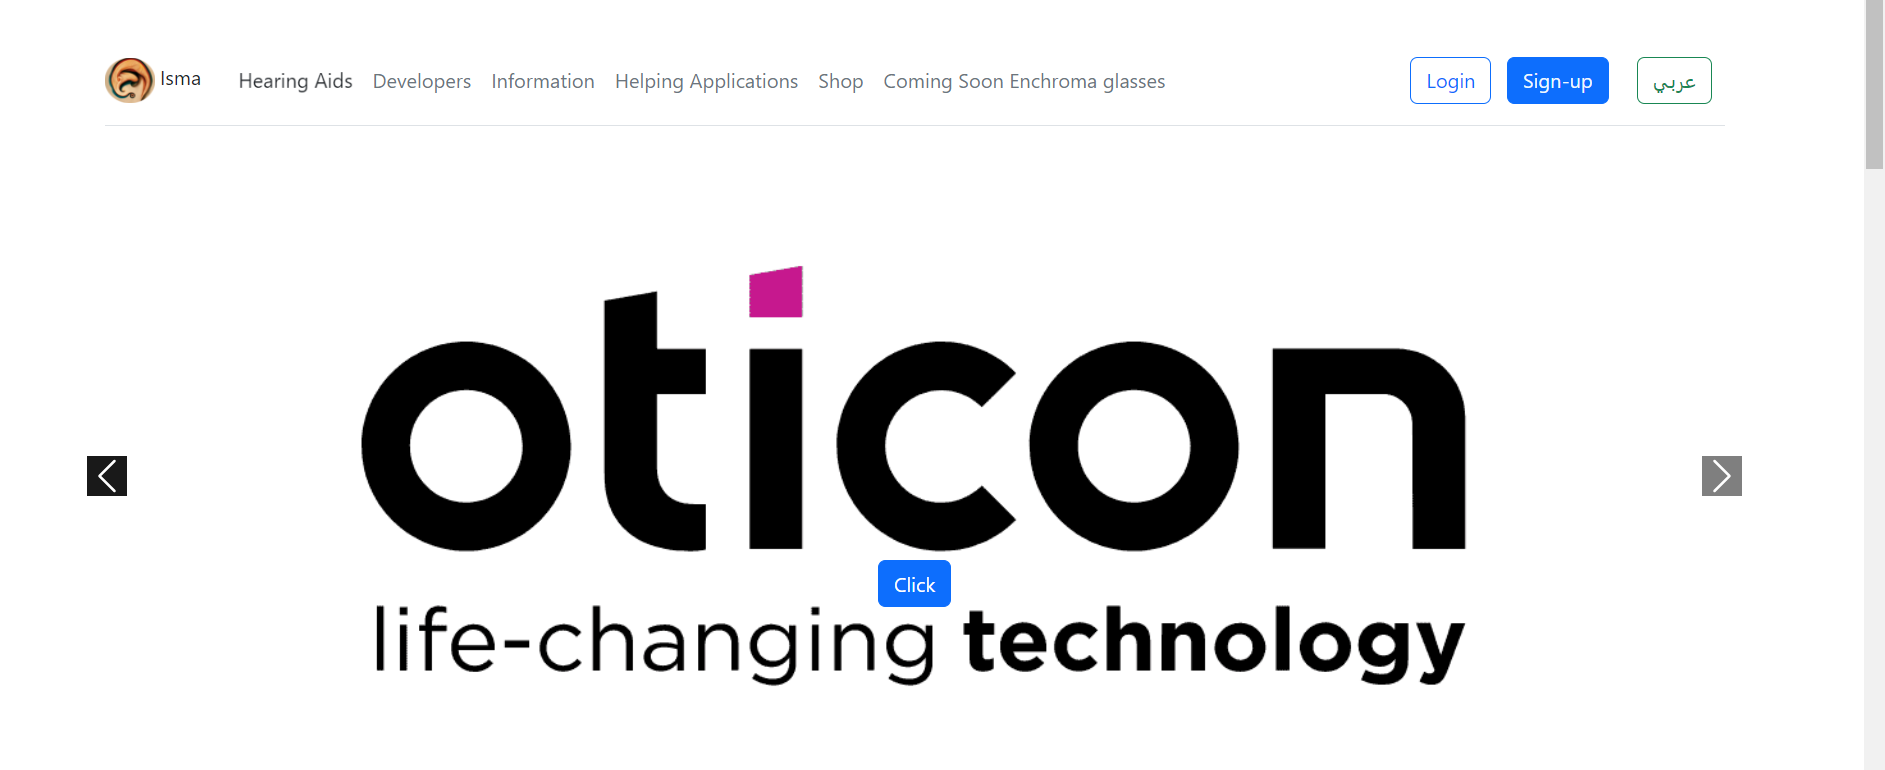 Isma Hearing Aids Developers Information Helping Applications Shop Coming Soon Enchroma glasses Login Sign-up عربي
oticon
Click
life-changing technology